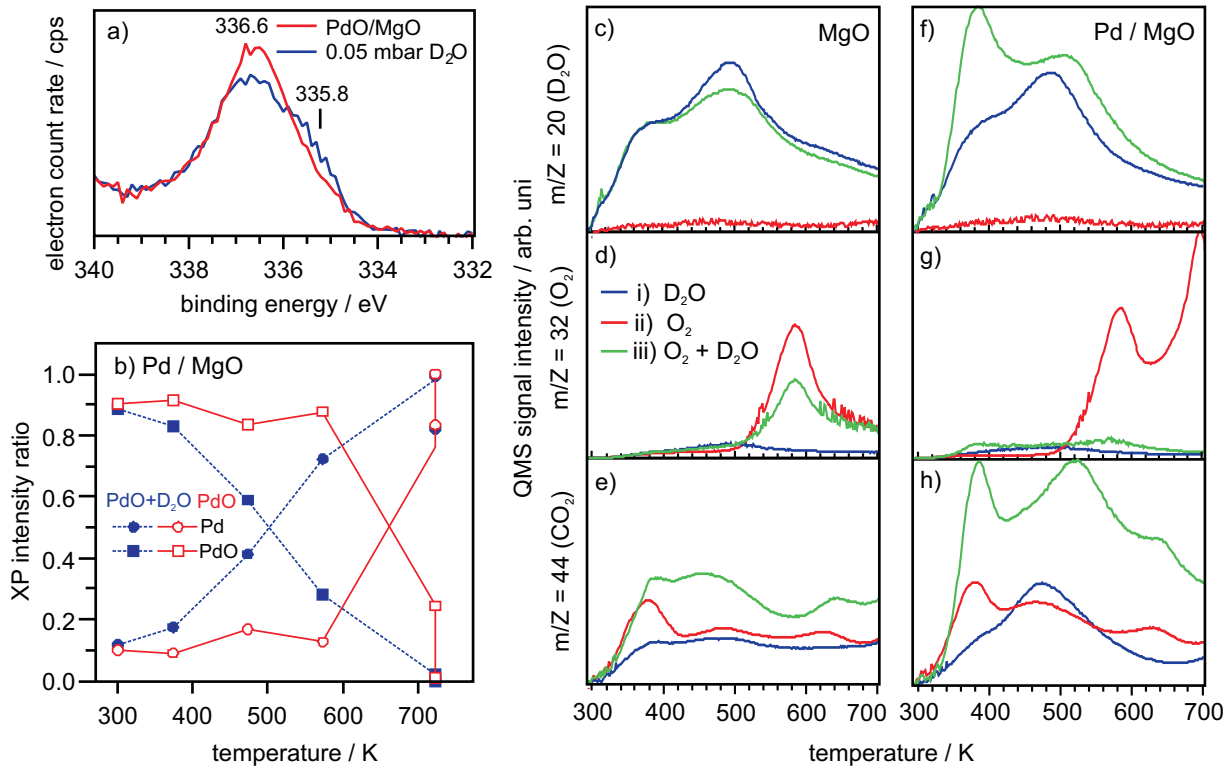 a)
336.6
PdO/MgO
0.05 mbar D₂O
335.8
electron count rate / cps
340 338 336 334 332
binding energy / eV
b) Pd / MgO
1.0
0.8
0.6
0.4
0.2
0.0
PdO+D₂O PdO
Pd
PdO
XP intensity ratio
300 400 500 600 700
temperature / K
QMS signal intensity / arb. uni
c) MgO
m/Z = 20 (D₂O)
d)
i) D₂O
ii) O₂
iii) O₂ + D₂O
m/Z = 32 (O₂)
e)
m/Z = 44 (CO₂)
300 400 500 600 700
f) Pd / MgO
g)
h)
300 400 500 600 700
temperature / K